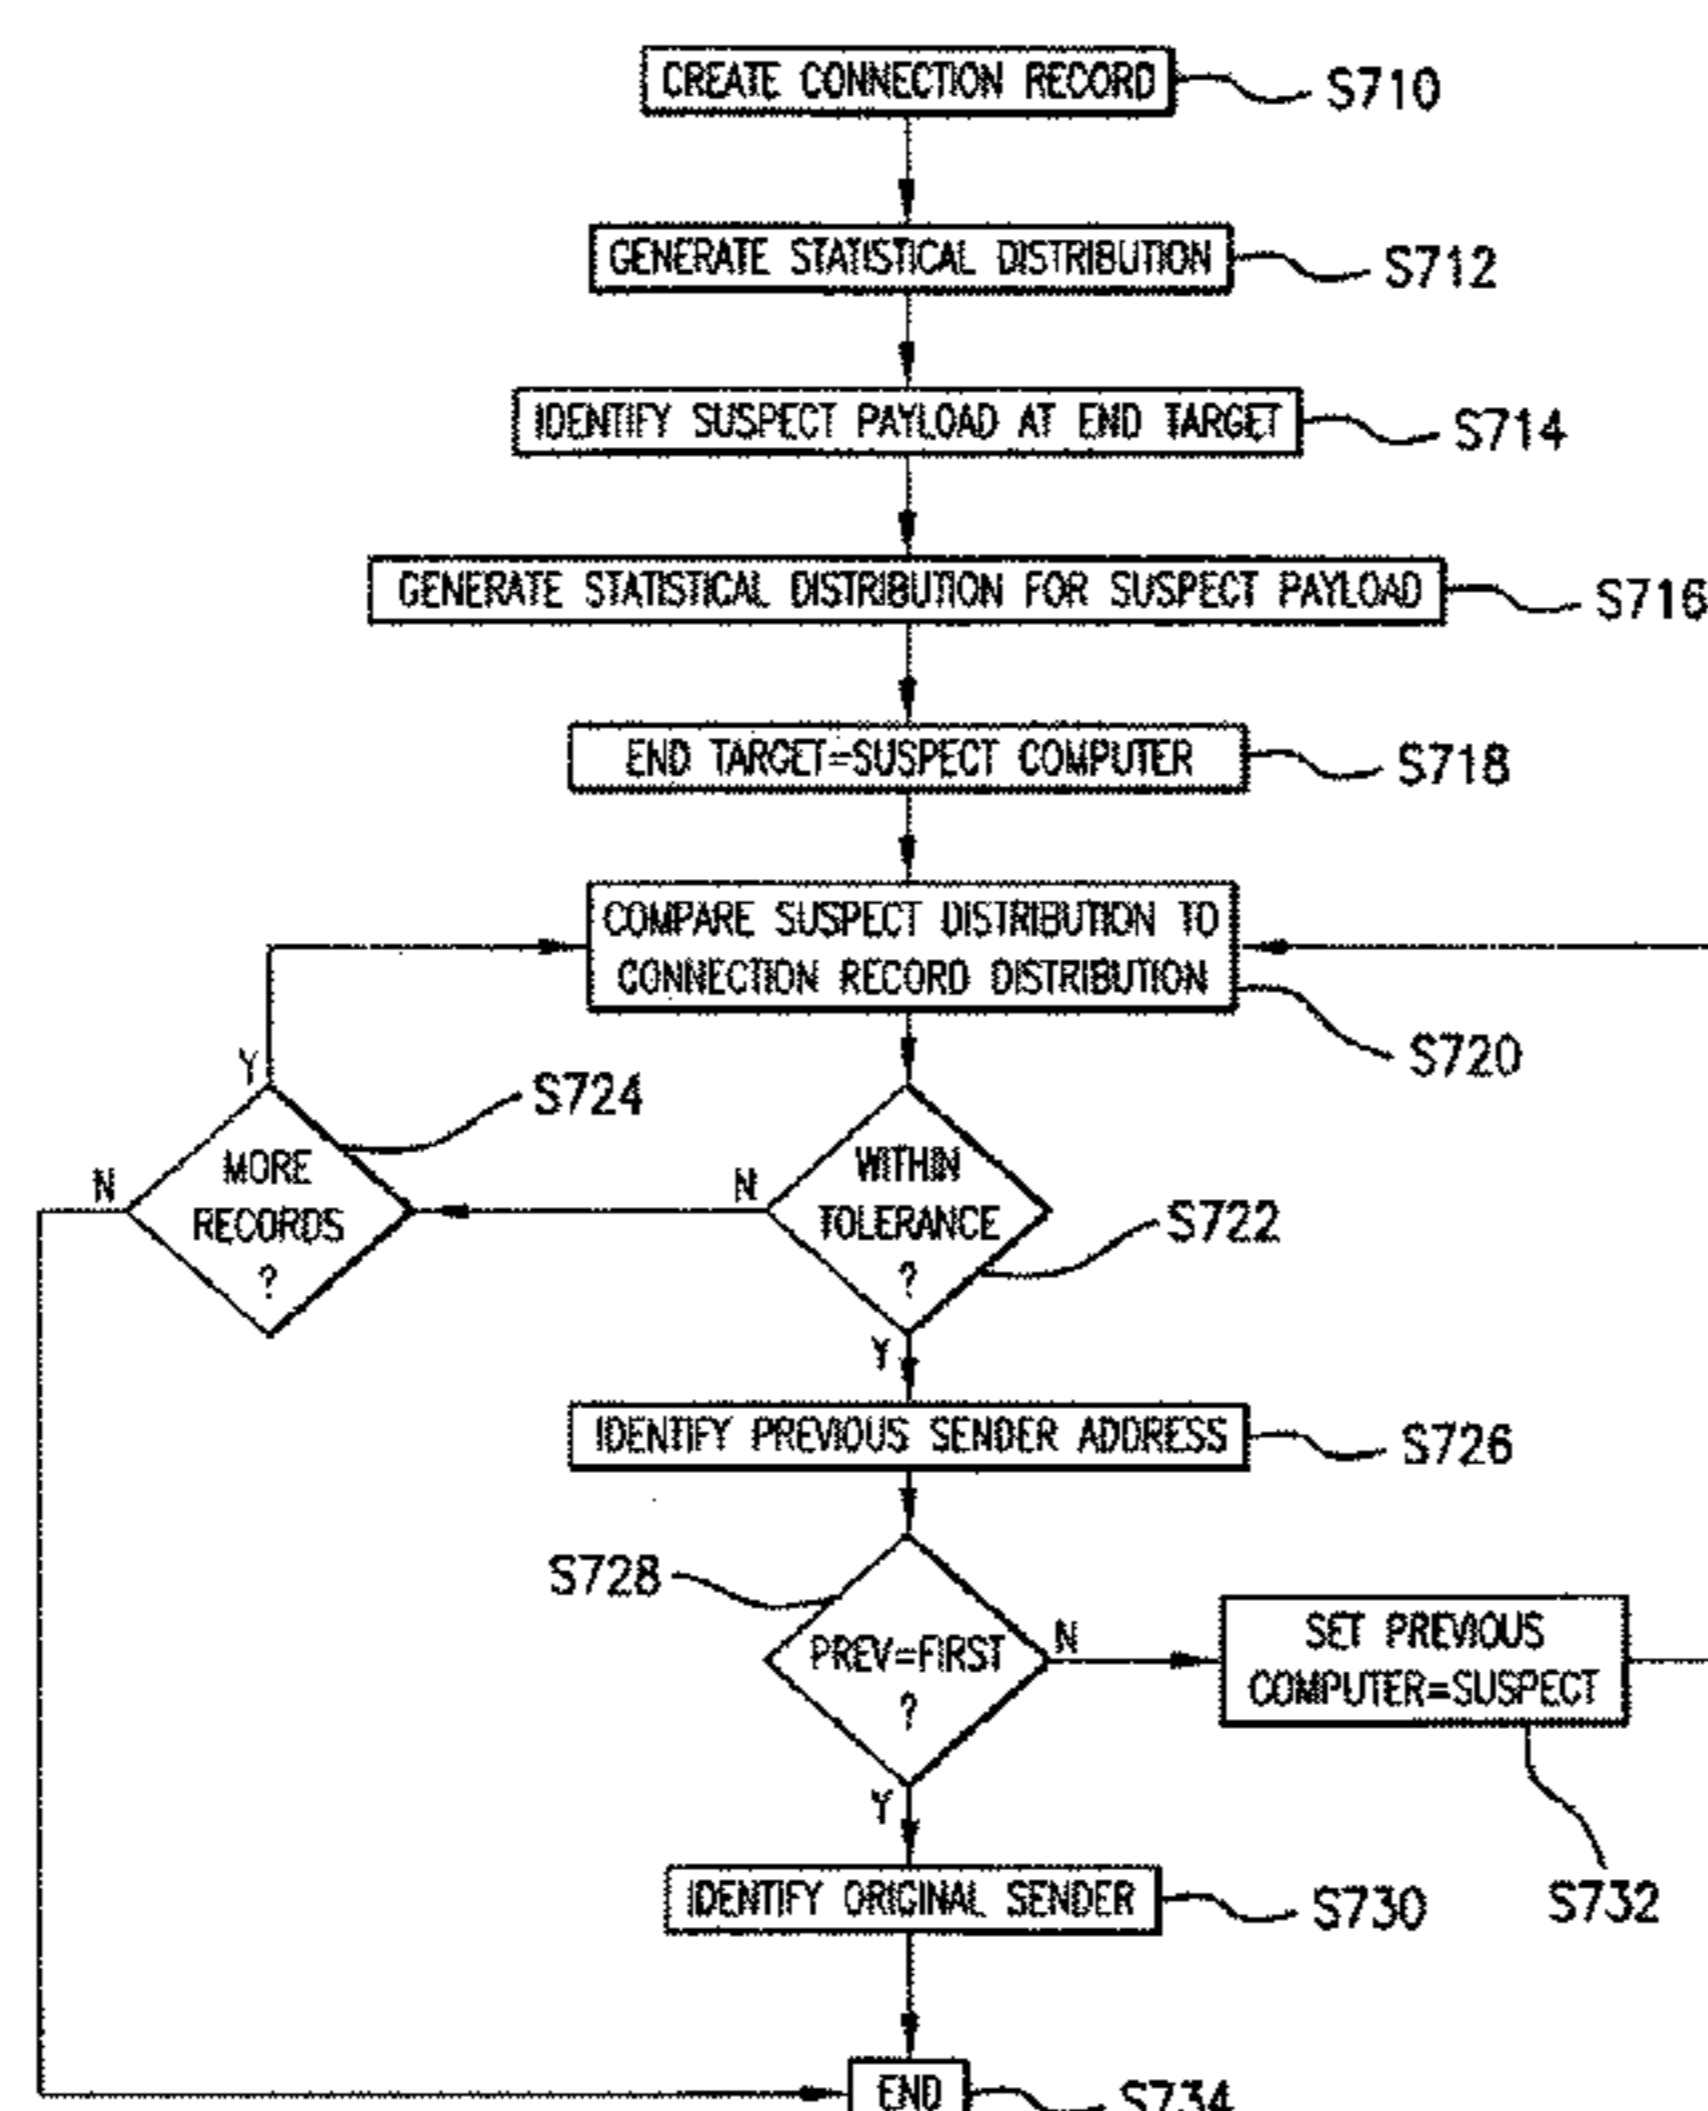 CREATE CONNECTION RECORD
S710
GENERATE STATISTICAL DISTRIBUTION
S712
IDENTIFY SUSPECT PAYLOAD AT END TARGET
S714
GENERATE STATISTICAL DISTRIBUTION FOR SUSPECT PAYLOAD
S716
END TARGET=SUSPECT COMPUTER
S718
COMPARE SUSPECT DISTRIBUTION TO
CONNECTION RECORD DISTRIBUTION
S720
Y
S724
MORE
RECORDS
?
N
N
WITHIN
TOLERANCE
?
S722
Y
IDENTIFY PREVIOUS SENDER ADDRESS
S726
S728
PREV=FIRST
?
N
SET PREVIOUS
COMPUTER=SUSPECT
S732
Y
IDENTIFY ORIGINAL SENDER
S730
END
S734